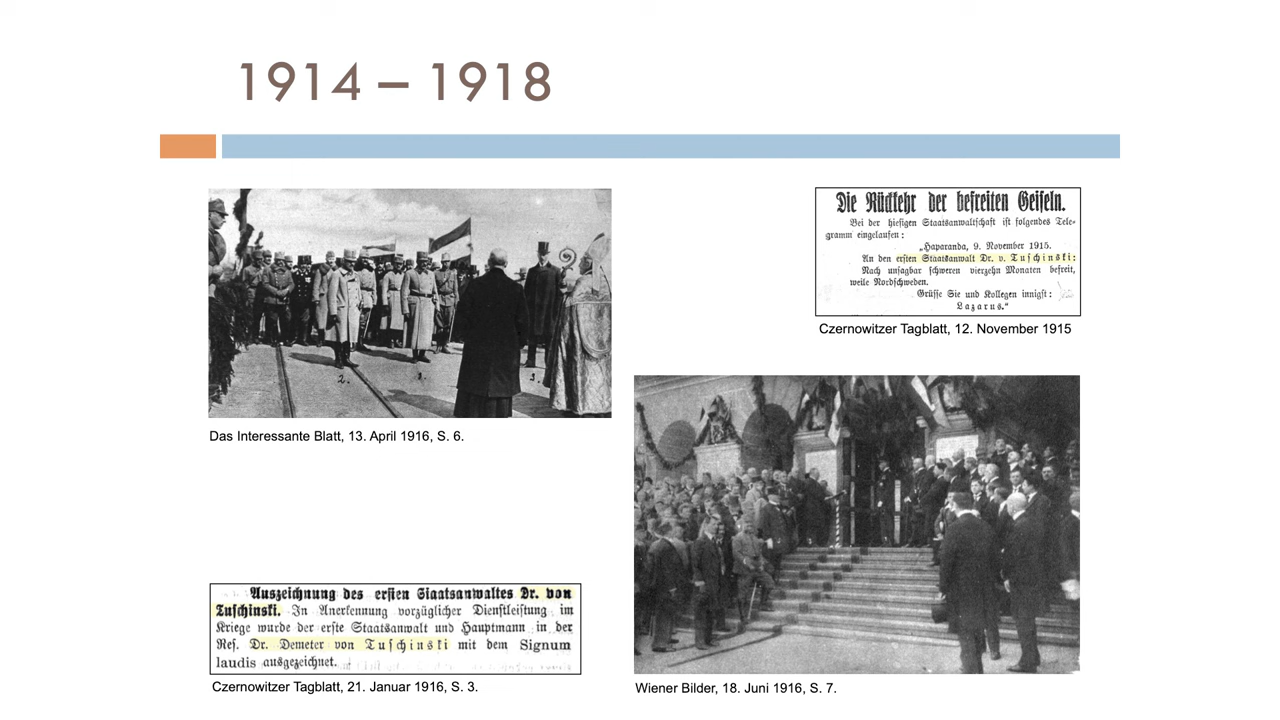 1914 – 1918
2.
1.
3.
Das Interessante Blatt, 13. April 1916, S. 6.
Die Rückkehr der befreiten Geiseln.
Bei der hiesigen Staatsanwaltschaft ist folgendes Tele-
gramm eingelaufen:
„Haparanda, 9. November 1915.
An den ersten Staatsanwalt Dr. v. Tuschinski:
Nach unsagbar schweren vierzehn Monaten befreit,
weile Nordschweden.
Grüsse Sie und Kollegen innigst:
Lazarus.“
Czernowitzer Tagblatt, 12. November 1915
Auszeichnung des ersten Staatsanwaltes Dr. von
Tuschinski. In Anerkennung vorzüglicher Dienstleistung im
Kriege wurde der erste Staatsanwalt und Hauptmann in der
Res. Dr. Demeter von Tuschinski mit dem Signum
laudis ausgezeichnet.
Czernowitzer Tagblatt, 21. Januar 1916, S. 3.
Wiener Bilder, 18. Juni 1916, S. 7.